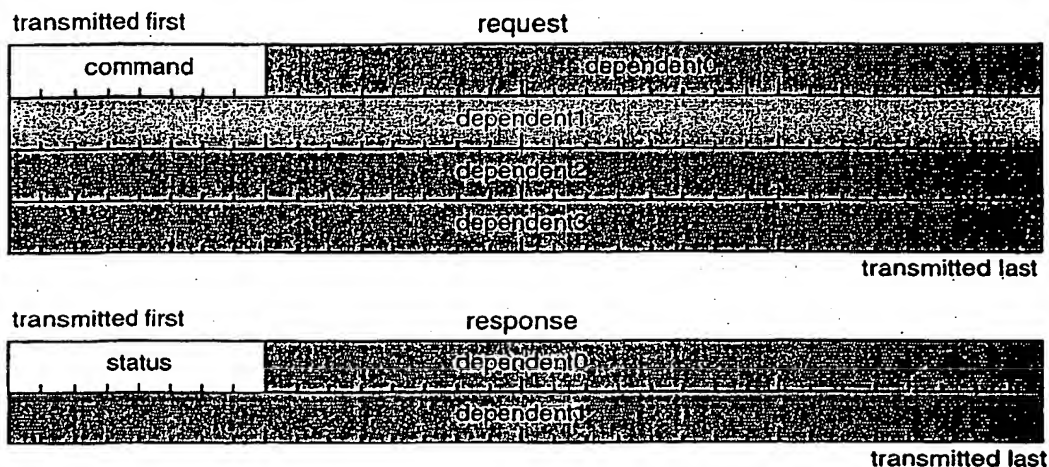 transmitted first
request
command
dependent0
dependent1
dependent2
dependent3
transmitted last
transmitted first
response
status
dependent0
dependent1
transmitted last